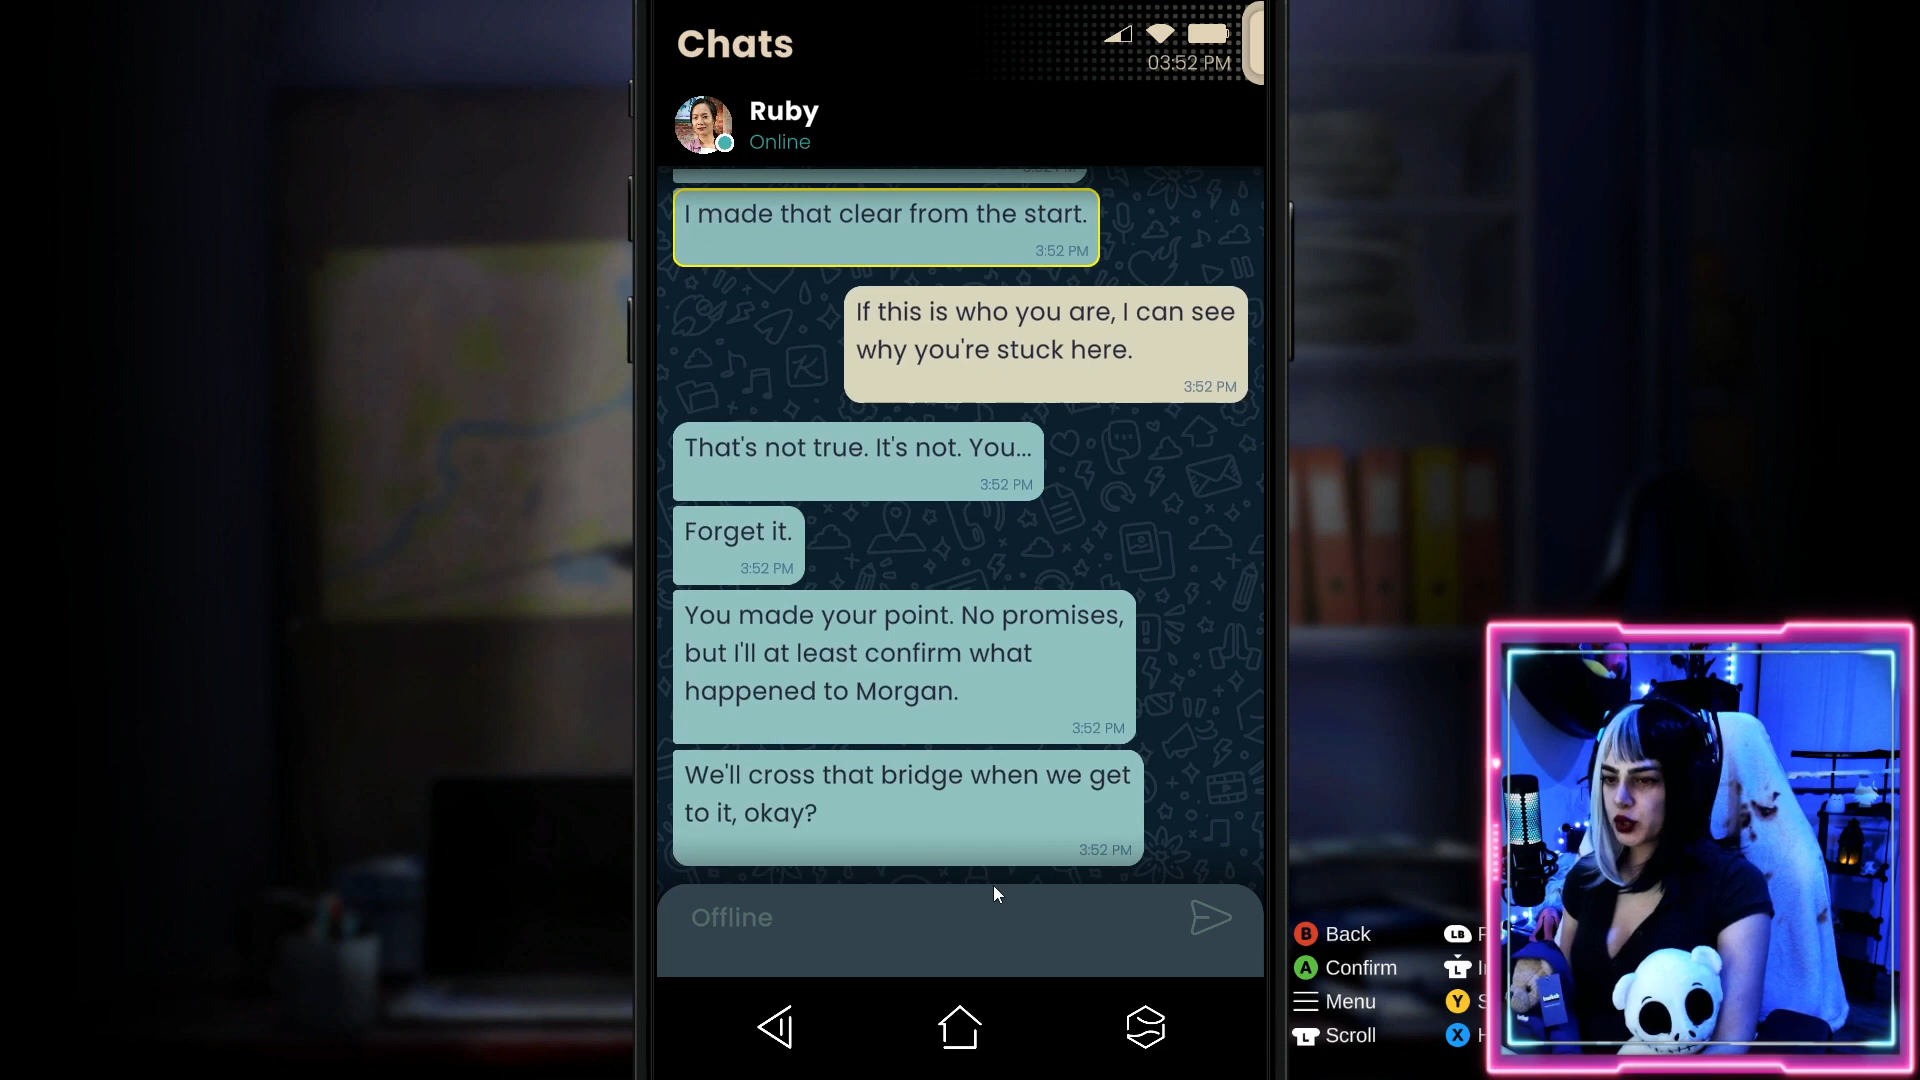 Chats
03:52 PM
Ruby
Online
3:52 PM
I made that clear from the start.
3:52 PM
If this is who you are, I can see
why you're stuck here.
3:52 PM
That's not true. It's not. You...
3:52 PM
Forget it.
3:52 PM
You made your point. No promises,
but I'll at least confirm what
happened to Morgan.
3:52 PM
We'll cross that bridge when we get
to it, okay?
3:52 PM
Offline
B Back
LB
A Confirm
L
Menu
Y
L Scroll
X